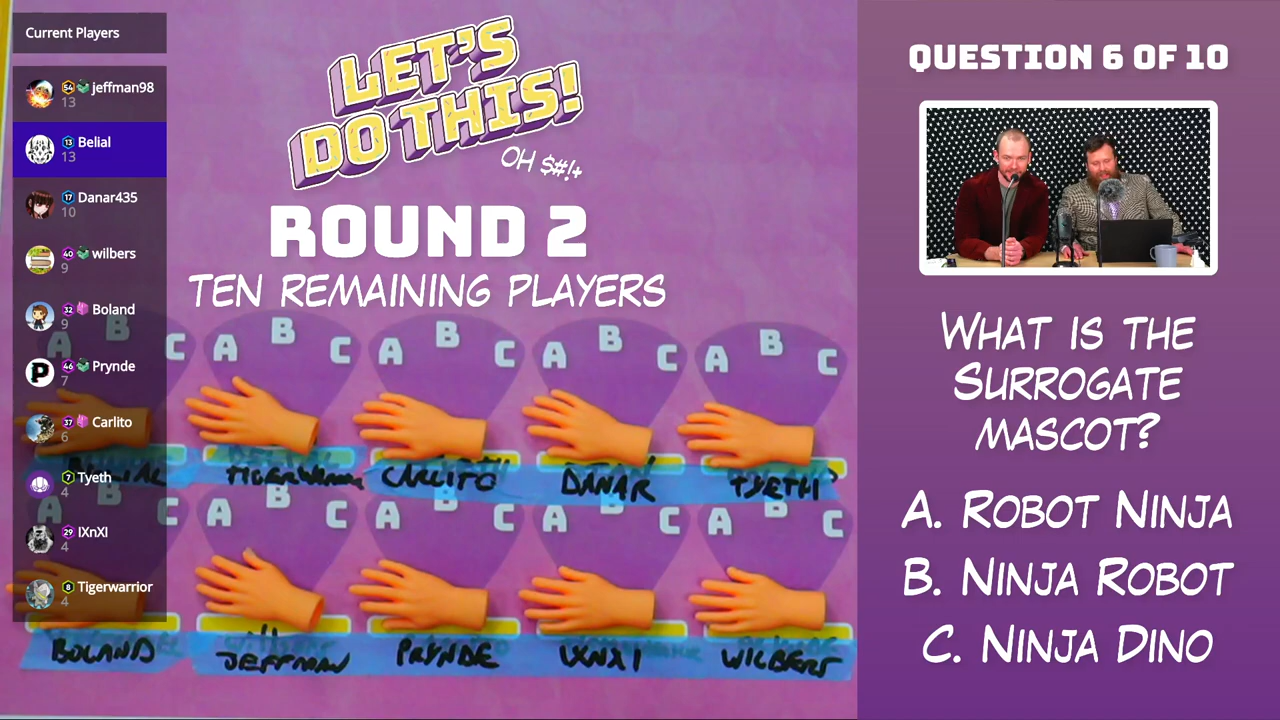 Current Players
54 jeffman98
13
13 Belial
13
17 Danar435
10
40 wilbers
9
32 Boland
9
46 Prynde
7
37 Carlito
6
7 Tyeth
4
29 IXnXI
4
8 Tigerwarrior
4
LET'S
DO THIS!
OH $#!+
ROUND 2
TEN REMAINING PLAYERS
A B C A B C A B C A B C A B C
TIGERWARRIOR CARLITO DANAR TYETH
B C A B C A B C A B C A B C
BOLAND JEFFMAN PRYNDE IXNXI WILBERS
QUESTION 6 OF 10
WHAT IS THE
SURROGATE
MASCOT?
A. ROBOT NINJA
B. NINJA ROBOT
C. NINJA DINO
P